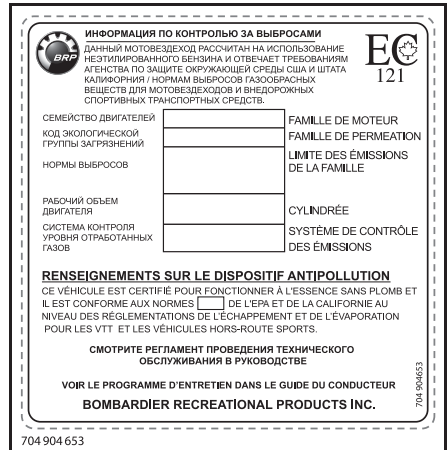 BRP
ИНФОРМАЦИЯ ПО КОНТРОЛЬЮ ЗА ВЫБРОСАМИ
ДАННЫЙ МОТОВЕЗДЕХОД РАССЧИТАН НА ИСПОЛЬЗОВАНИЕ
НЕЭТИЛИРОВАННОГО БЕНЗИНА И ОТВЕЧАЕТ ТРЕБОВАНИЯМ
АГЕНСТВА ПО ЗАЩИТЕ ОКРУЖАЮЩЕЙ СРЕДЫ США И ШТАТА
КАЛИФОРНИЯ / НОРМАМ ВЫБРОСОВ ГАЗООБРАЗНЫХ
ВЕЩЕСТВ ДЛЯ МОТОВЕЗДЕХОДОВ И ВНЕДОРОЖНЫХ
СПОРТИВНЫХ ТРАНСПОРТНЫХ СРЕДСТВ.
EC
121
СЕМЕЙСТВО ДВИГАТЕЛЕЙ
FAMILLE DE MOTEUR
КОД ЭКОЛОГИЧЕСКОЙ
ГРУППЫ ЗАГРЯЗНЕНИЙ
FAMILLE DE PERMEATION
НОРМЫ ВЫБРОСОВ
LIMITE DES ÉMISSIONS
DE LA FAMILLE
РАБОЧИЙ ОБЪЕМ
ДВИГАТЕЛЯ
CYLINDRÉE
СИСТЕМА КОНТРОЛЯ
УРОВНЯ ОТРАБОТАННЫХ
ГАЗОВ
SYSTÈME DE CONTRÔLE
DES ÉMISSIONS
RENSEIGNEMENTS SUR LE DISPOSITIF ANTIPOLLUTION
CE VÉHICULE EST CERTIFIÉ POUR FONCTIONNER À L'ESSENCE SANS PLOMB ET
IL EST CONFORME AUX NORMES DE L'EPA ET DE LA CALIFORNIE AU
NIVEAU DES RÉGLEMENTATIONS DE L'ÉCHAPPEMENT ET DE L'ÉVAPORATION
POUR LES VTT ET LES VÉHICULES HORS-ROUTE SPORTS.
СМОТРИТЕ РЕГЛАМЕНТ ПРОВЕДЕНИЯ ТЕХНИЧЕСКОГО
ОБСЛУЖИВАНИЯ В РУКОВОДСТВЕ
VOIR LE PROGRAMME D'ENTRETIEN DANS LE GUIDE DU CONDUCTEUR
BOMBARDIER RECREATIONAL PRODUCTS INC.
704 904653
704 904 653